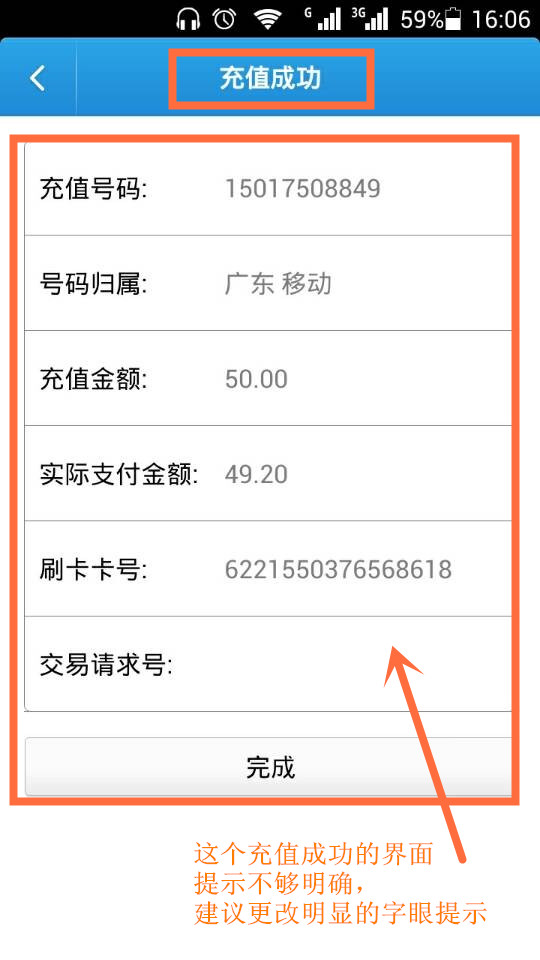 G 3G 59% 16:06
充值成功
充值号码: 15017508849
号码归属: 广东 移动
充值金额: 50.00
实际支付金额: 49.20
刷卡卡号: 6221550376568618
交易请求号:
完成
这个充值成功的界面
提示不够明确，
建议更改明显的字眼提示